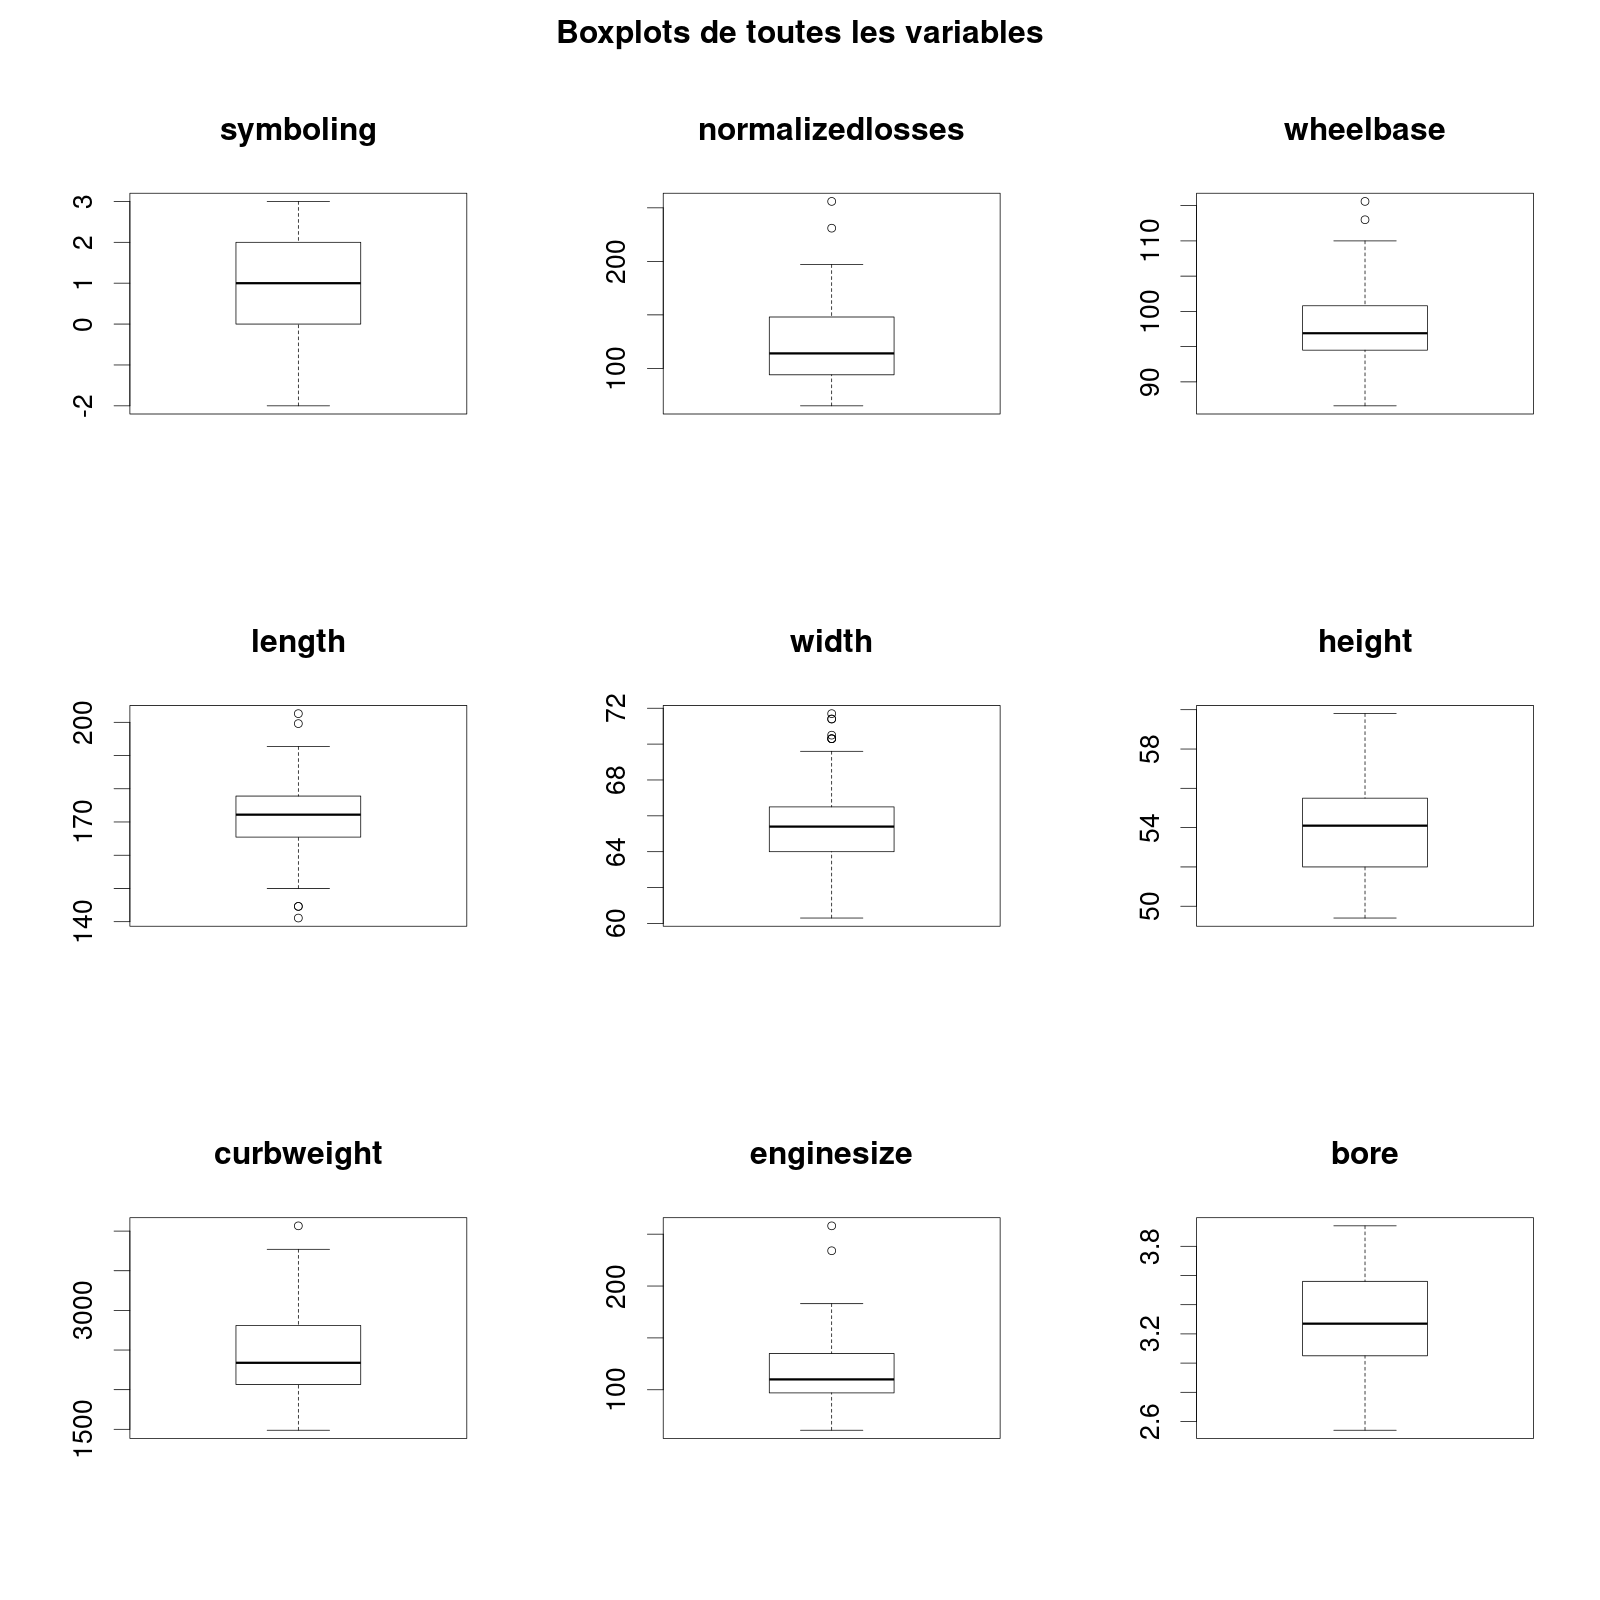 Boxplots de toutes les variables
symboling
normalizedlosses
wheelbase
3
2
1
0
-2
200
100
110
100
90
length
width
height
200
170
140
72
68
64
60
58
54
50
curbweight
enginesize
bore
3000
1500
200
100
3.8
3.2
2.6